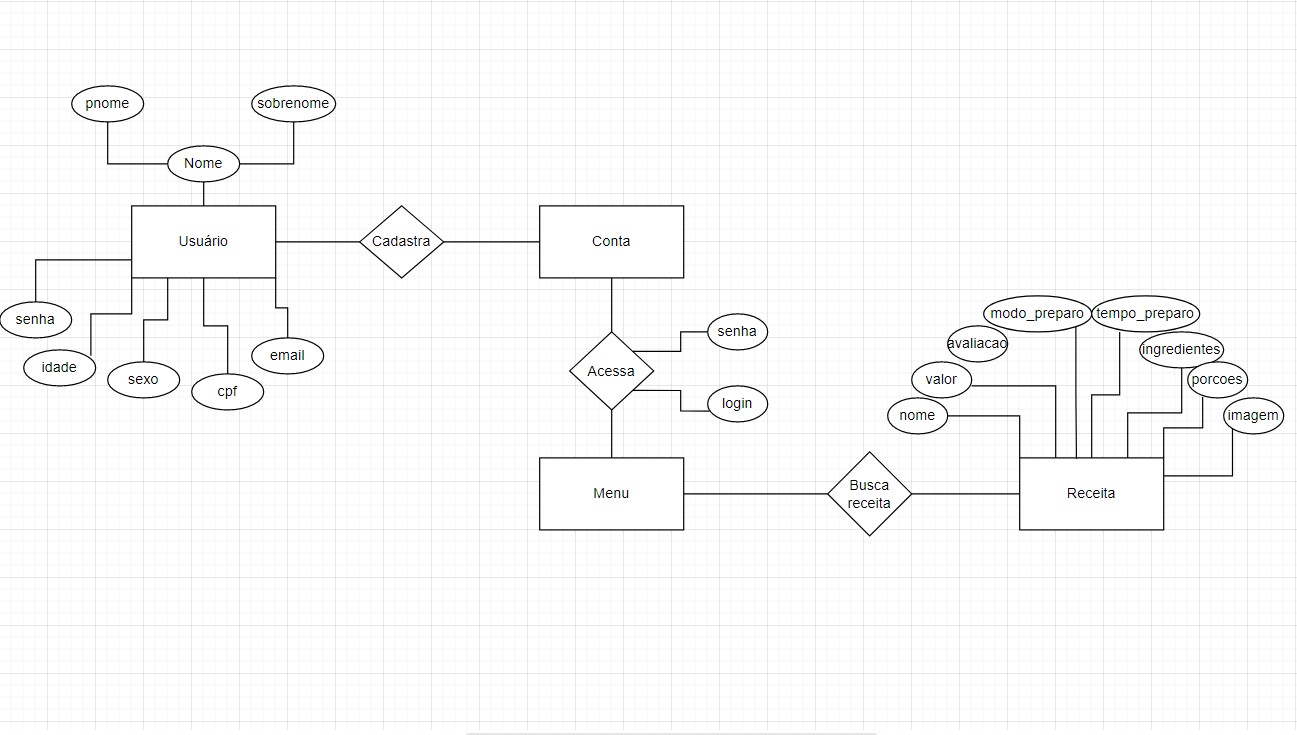 pnome
sobrenome
Nome
Usuário
Cadastra
Conta
senha
idade
sexo
cpf
email
Acessa
senha
login
Menu
Busca
receita
modo_preparo
tempo_preparo
avaliacao
ingredientes
valor
porcoes
nome
imagem
Receita